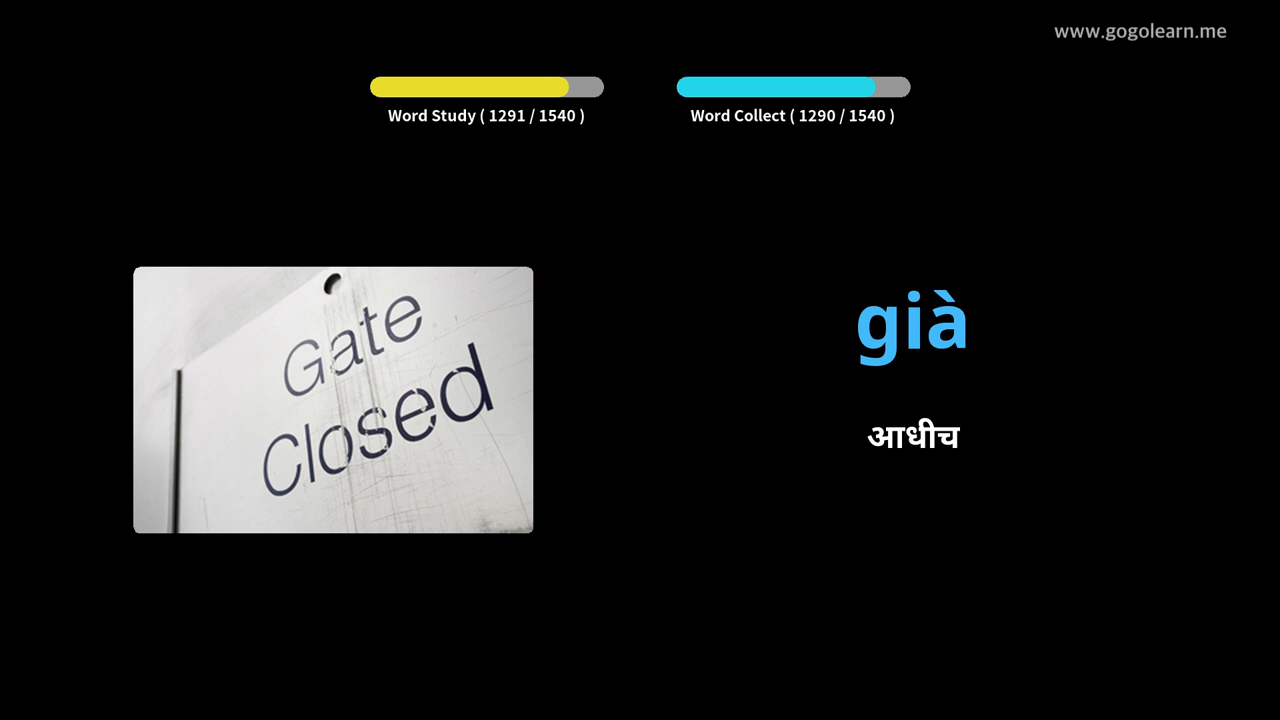 www.gogolearn.me
Word Study ( 1291 / 1540 )
Word Collect ( 1290 / 1540 )
Gate
Closed
già
आधीच